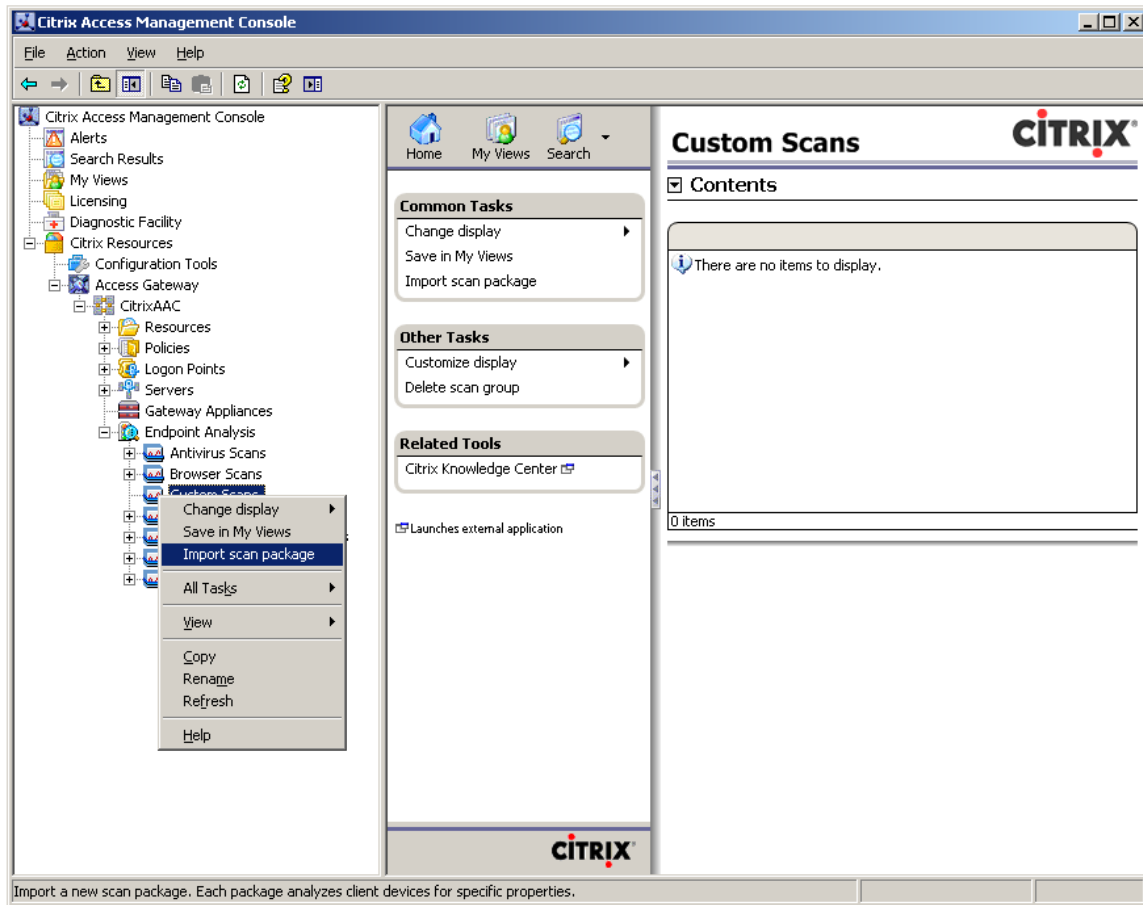 Citrix Access Management Console
File Action View Help
Citrix Access Management Console
Alerts
Search Results
My Views
Licensing
Diagnostic Facility
Citrix Resources
Configuration Tools
Access Gateway
CitrixAAC
Resources
Policies
Logon Points
Servers
Gateway Appliances
Endpoint Analysis
Antivirus Scans
Browser Scans
Custom Scans
Change display
Save in My Views
Import scan package
All Tasks
View
Copy
Rename
Refresh
Help
Home My Views Search
Common Tasks
Change display
Save in My Views
Import scan package
Other Tasks
Customize display
Delete scan group
Related Tools
Citrix Knowledge Center
Launches external application
CITRIX
Custom Scans
CITRIX
Contents
There are no items to display.
0 items
Import a new scan package. Each package analyzes client devices for specific properties.